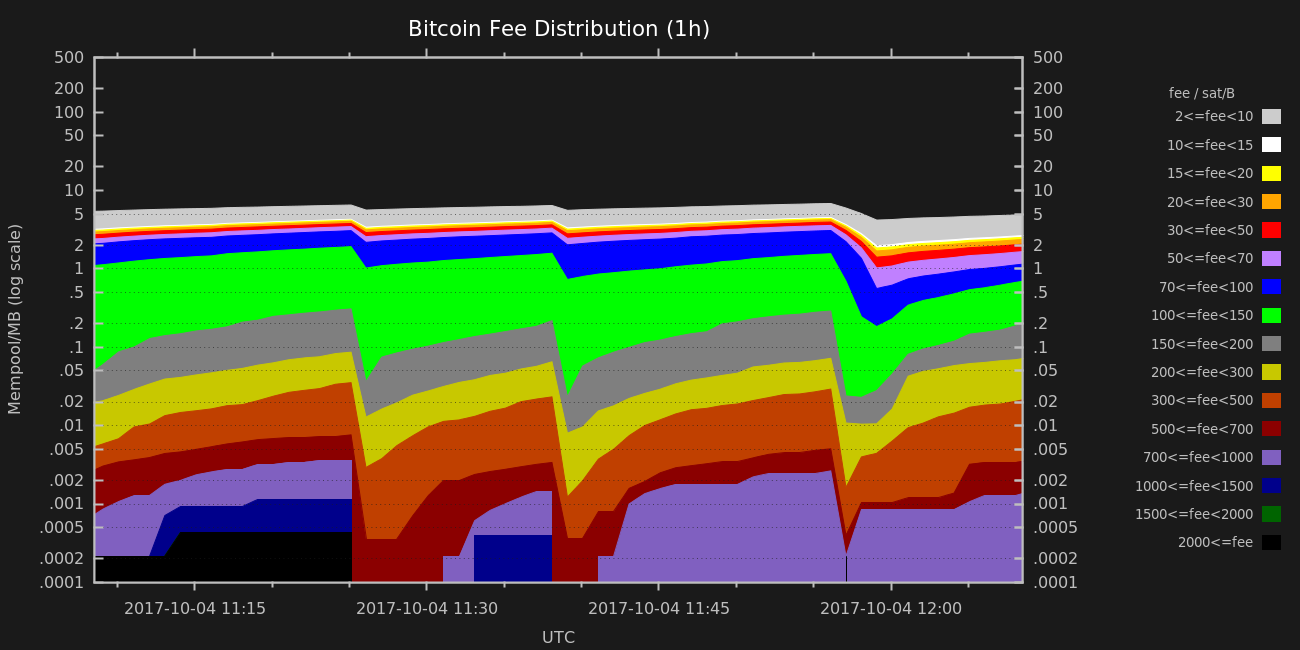 Bitcoin Fee Distribution (1h)
500
200
100
50
20
10
5
2
1
.5
.2
.1
.05
.02
.01
.005
.002
.001
.0005
.0002
.0001
Mempool/MB (log scale)
500
200
100
50
20
10
5
2
1
.5
.2
.1
.05
.02
.01
.005
.002
.001
.0005
.0002
.0001
2017-10-04 11:15 2017-10-04 11:30 2017-10-04 11:45 2017-10-04 12:00
UTC
fee / sat/B
2<=fee<10
10<=fee<15
15<=fee<20
20<=fee<30
30<=fee<50
50<=fee<70
70<=fee<100
100<=fee<150
150<=fee<200
200<=fee<300
300<=fee<500
500<=fee<700
700<=fee<1000
1000<=fee<1500
1500<=fee<2000
2000<=fee